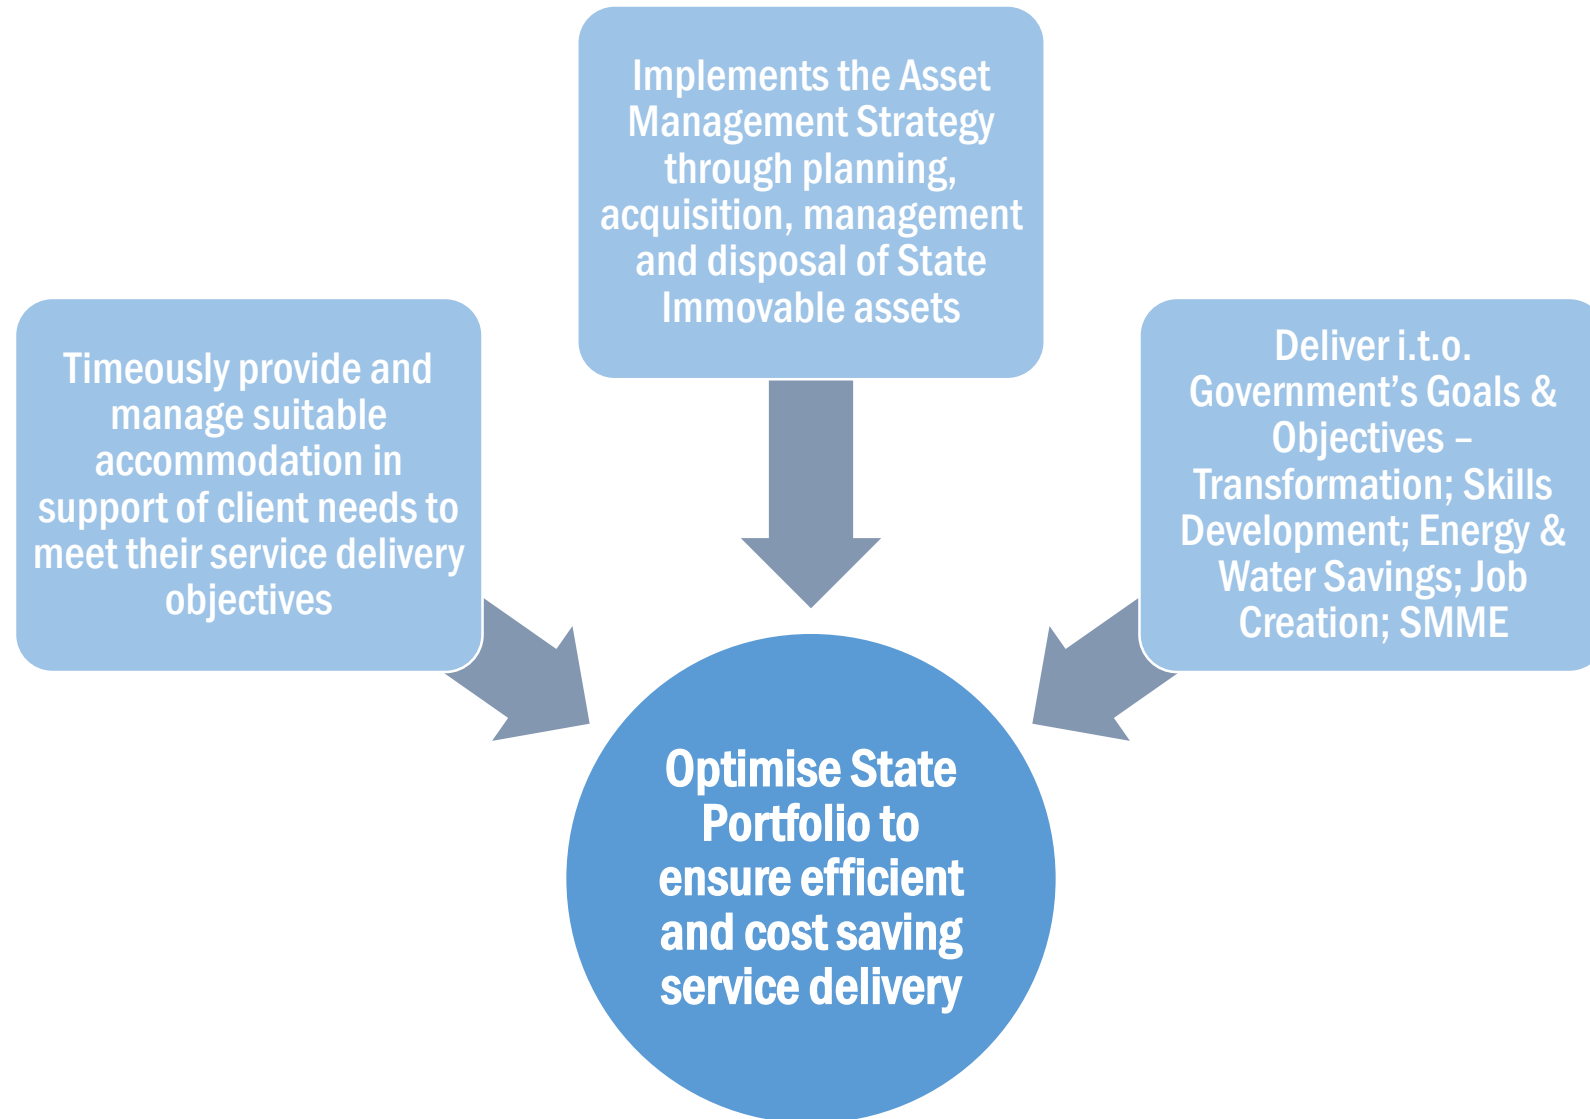 Implements the Asset
Management Strategy
through planning,
acquisition, management
and disposal of State
Immovable assets
Timeously provide and
manage suitable
accommodation in
support of client needs to
meet their service delivery
objectives
Deliver i.t.o.
Government’s Goals &
Objectives –
Transformation; Skills
Development; Energy &
Water Savings; Job
Creation; SMME
Optimise State
Portfolio to
ensure efficient
and cost saving
service delivery